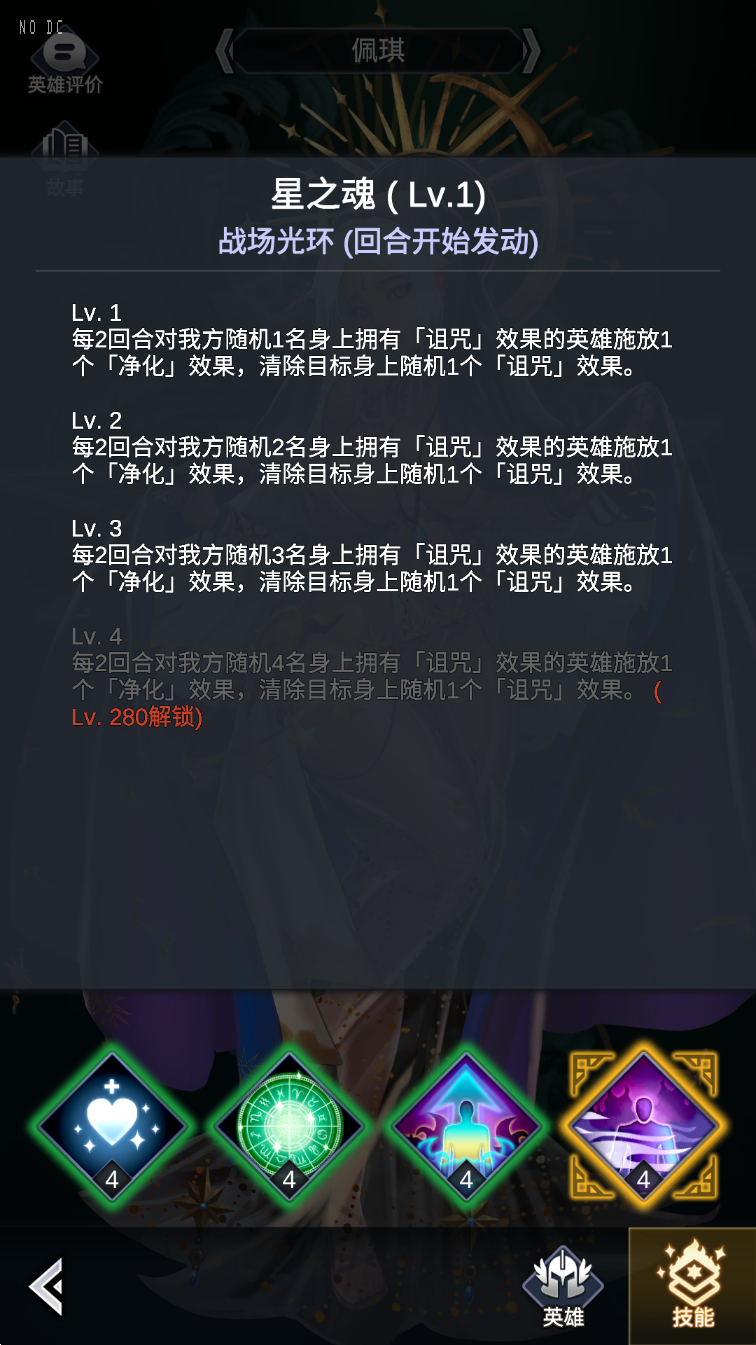 NO DC
佩琪
英雄评价
故事
星之魂 ( Lv.1)
战场光环 (回合开始发动)
Lv. 1
每2回合对我方随机1名身上拥有「诅咒」效果的英雄施放1
个「净化」效果，清除目标身上随机1个「诅咒」效果。
Lv. 2
每2回合对我方随机2名身上拥有「诅咒」效果的英雄施放1
个「净化」效果，清除目标身上随机1个「诅咒」效果。
Lv. 3
每2回合对我方随机3名身上拥有「诅咒」效果的英雄施放1
个「净化」效果，清除目标身上随机1个「诅咒」效果。
Lv. 4
每2回合对我方随机4名身上拥有「诅咒」效果的英雄施放1
个「净化」效果，清除目标身上随机1个「诅咒」效果。 (
Lv. 280解锁)
4 4 4 4
英雄 技能